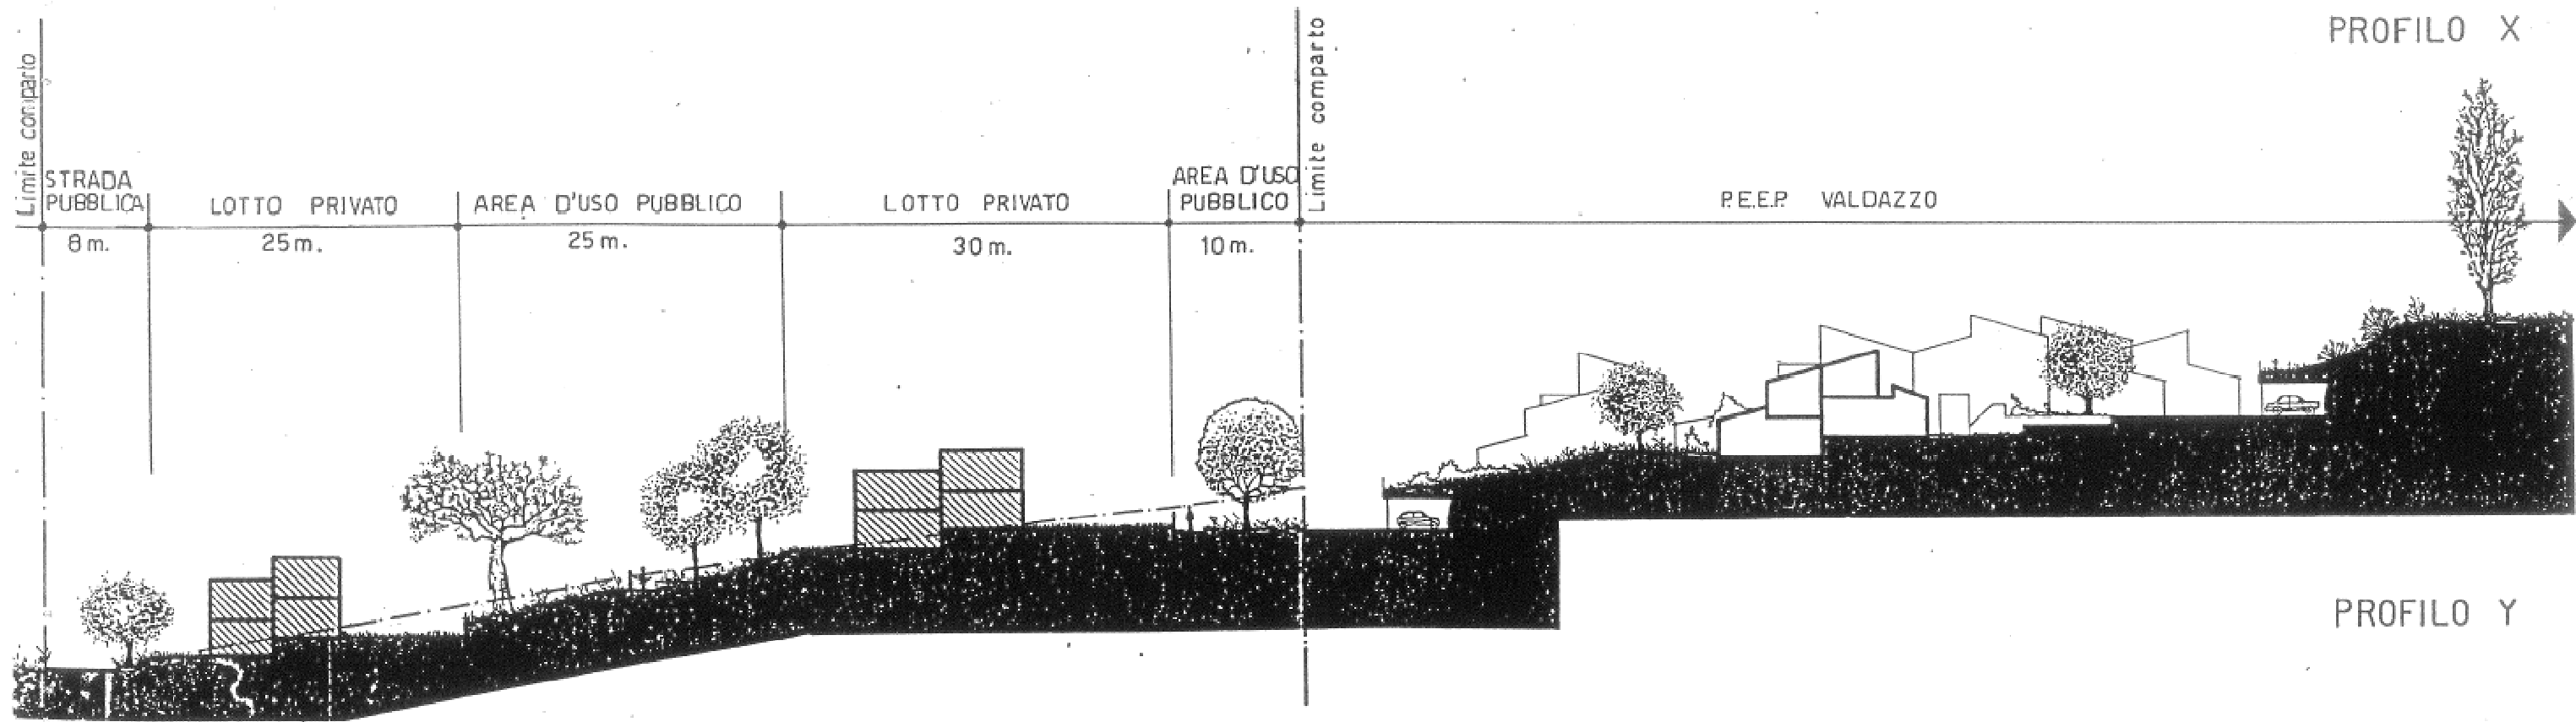 PROFILO X
Limite comparto
STRADA
PUBBLICA
LOTTO PRIVATO
AREA D'USO PUBBLICO
LOTTO PRIVATO
AREA D'USO
PUBBLICO
Limite comparto
P.E.E.P. VALDAZZO
8 m.
25 m.
25 m.
30 m.
10 m.
PROFILO Y